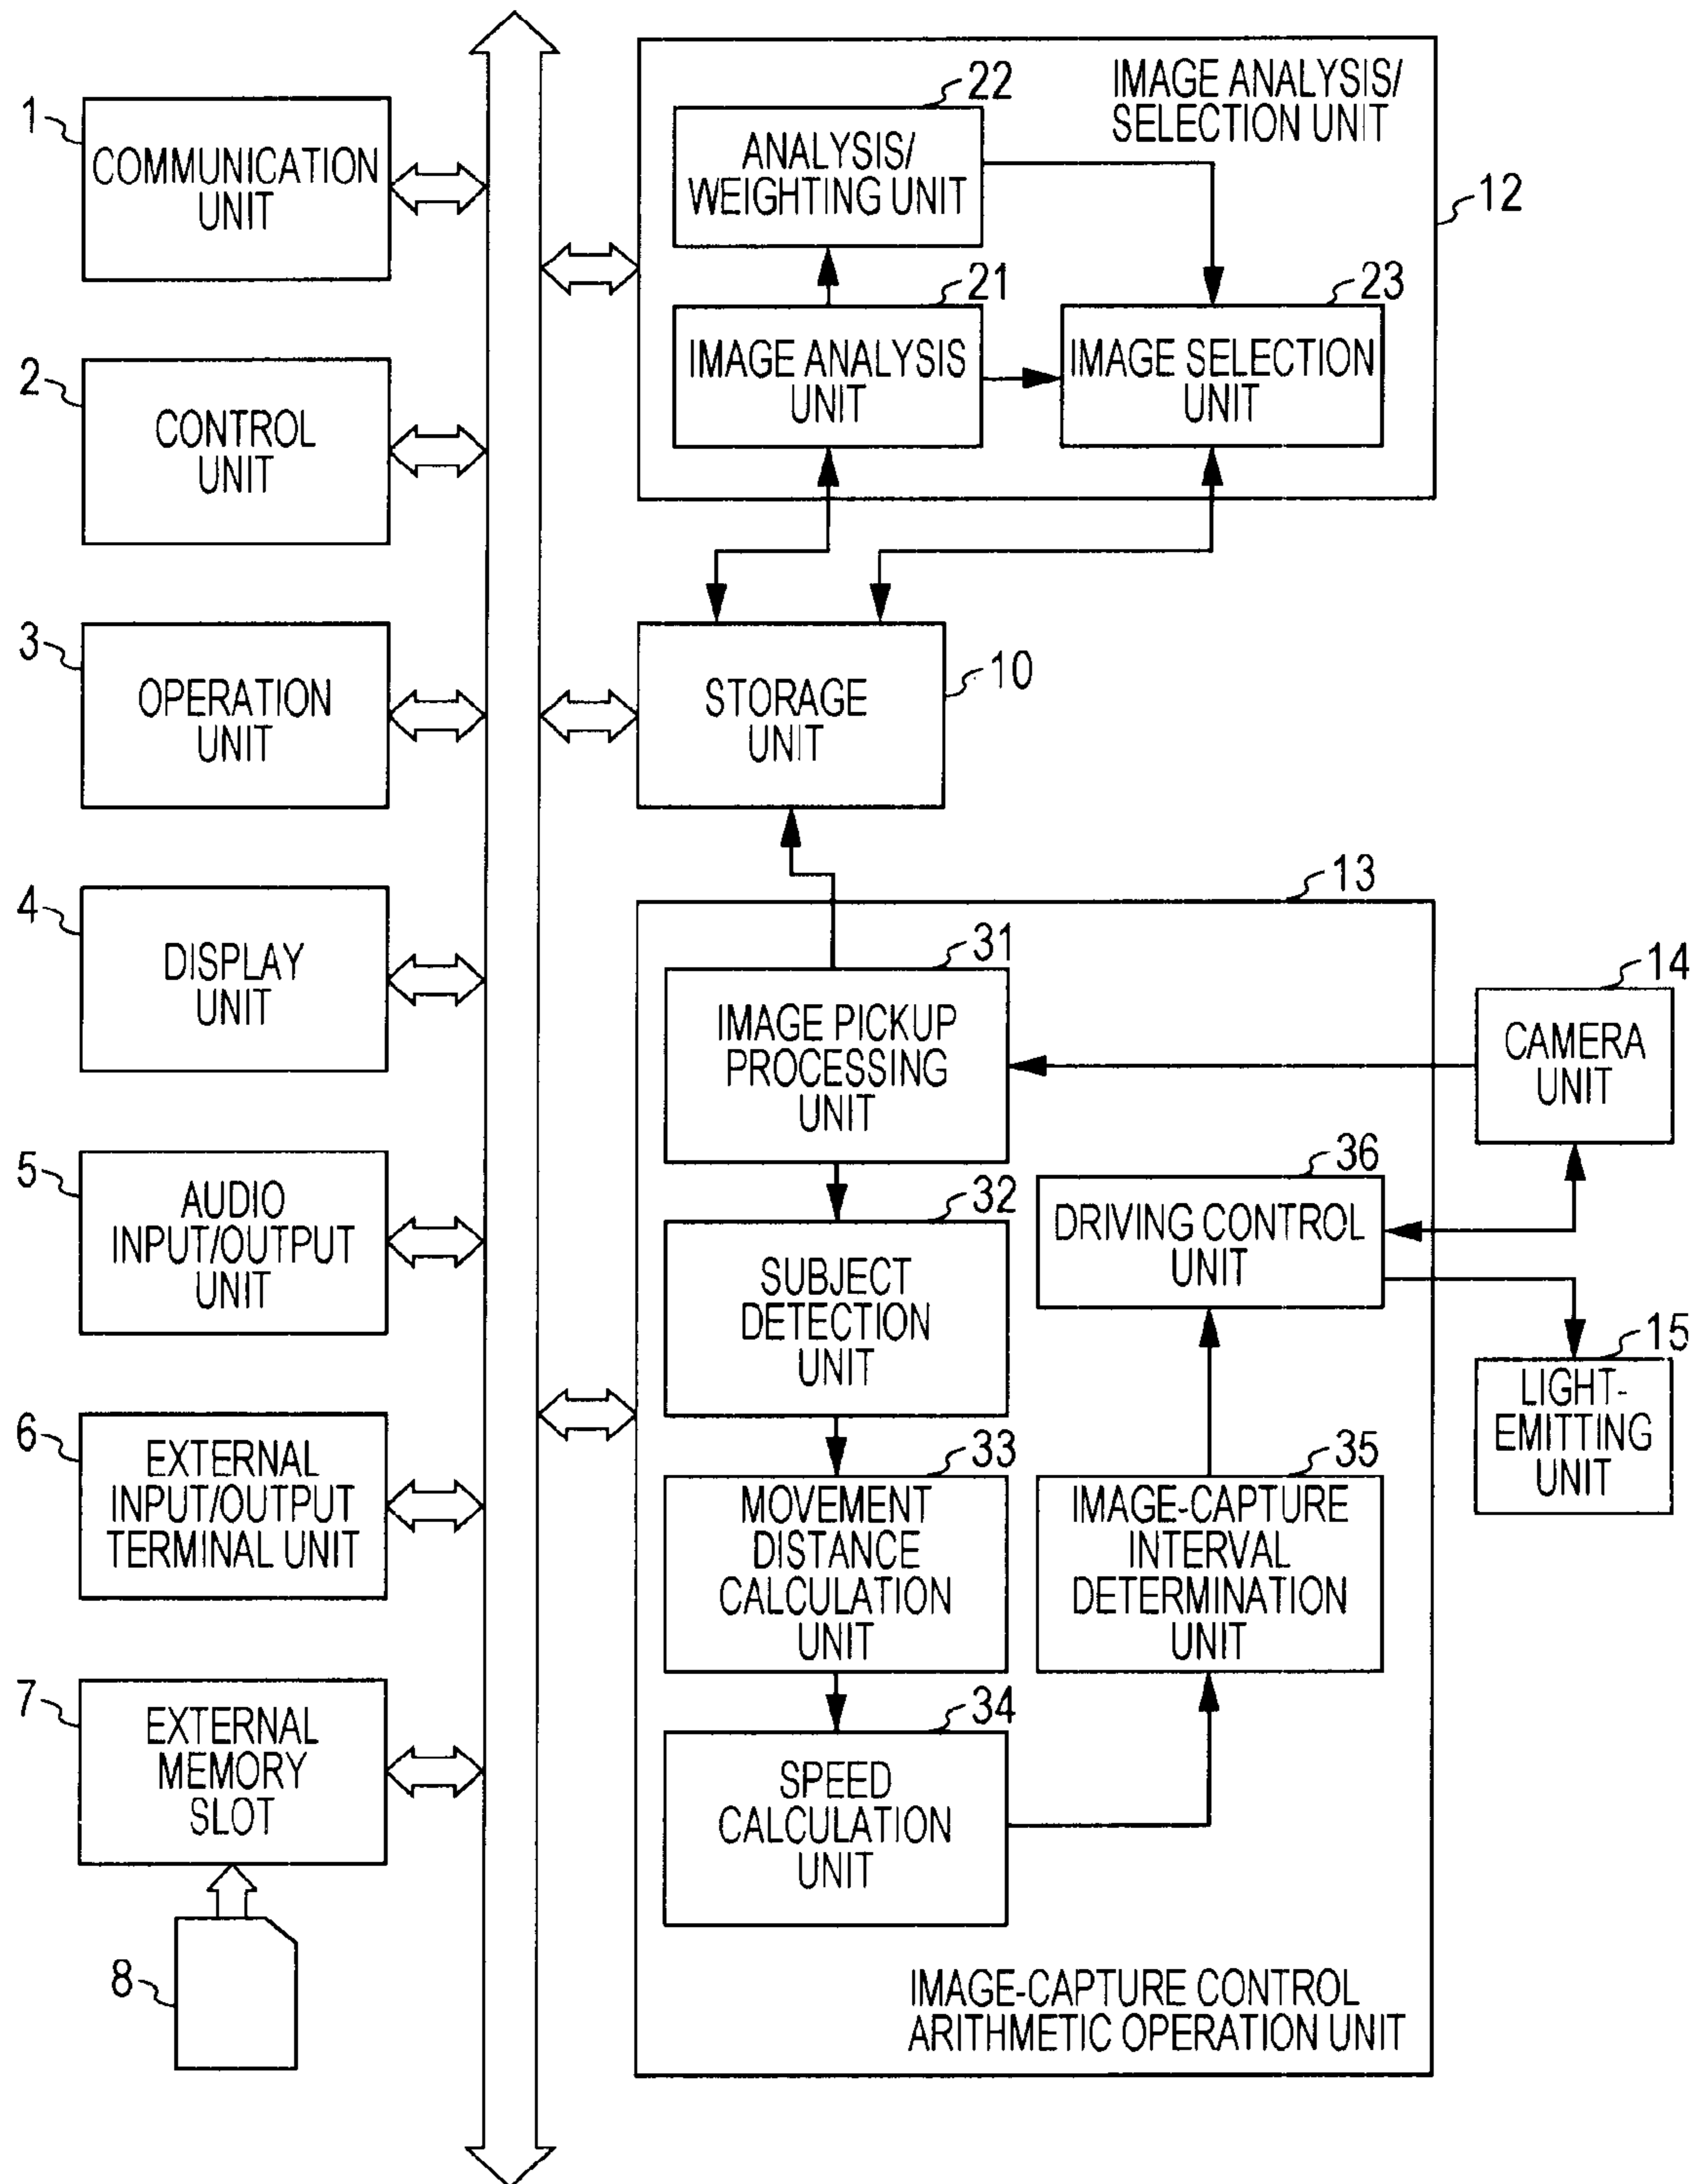 1
COMMUNICATION
UNIT
2
CONTROL
UNIT
3
OPERATION
UNIT
4
DISPLAY
UNIT
5
AUDIO
INPUT/OUTPUT
UNIT
6
EXTERNAL
INPUT/OUTPUT
TERMINAL UNIT
7
EXTERNAL
MEMORY
SLOT
8
IMAGE ANALYSIS/
SELECTION UNIT
12
22
ANALYSIS/
WEIGHTING UNIT
21
IMAGE ANALYSIS
UNIT
23
IMAGE SELECTION
UNIT
10
STORAGE
UNIT
13
31
IMAGE PICKUP
PROCESSING
UNIT
14
CAMERA
UNIT
32
SUBJECT
DETECTION
UNIT
36
DRIVING CONTROL
UNIT
15
LIGHT-
EMITTING
UNIT
33
MOVEMENT
DISTANCE
CALCULATION
UNIT
35
IMAGE-CAPTURE
INTERVAL
DETERMINATION
UNIT
34
SPEED
CALCULATION
UNIT
IMAGE-CAPTURE CONTROL
ARITHMETIC OPERATION UNIT